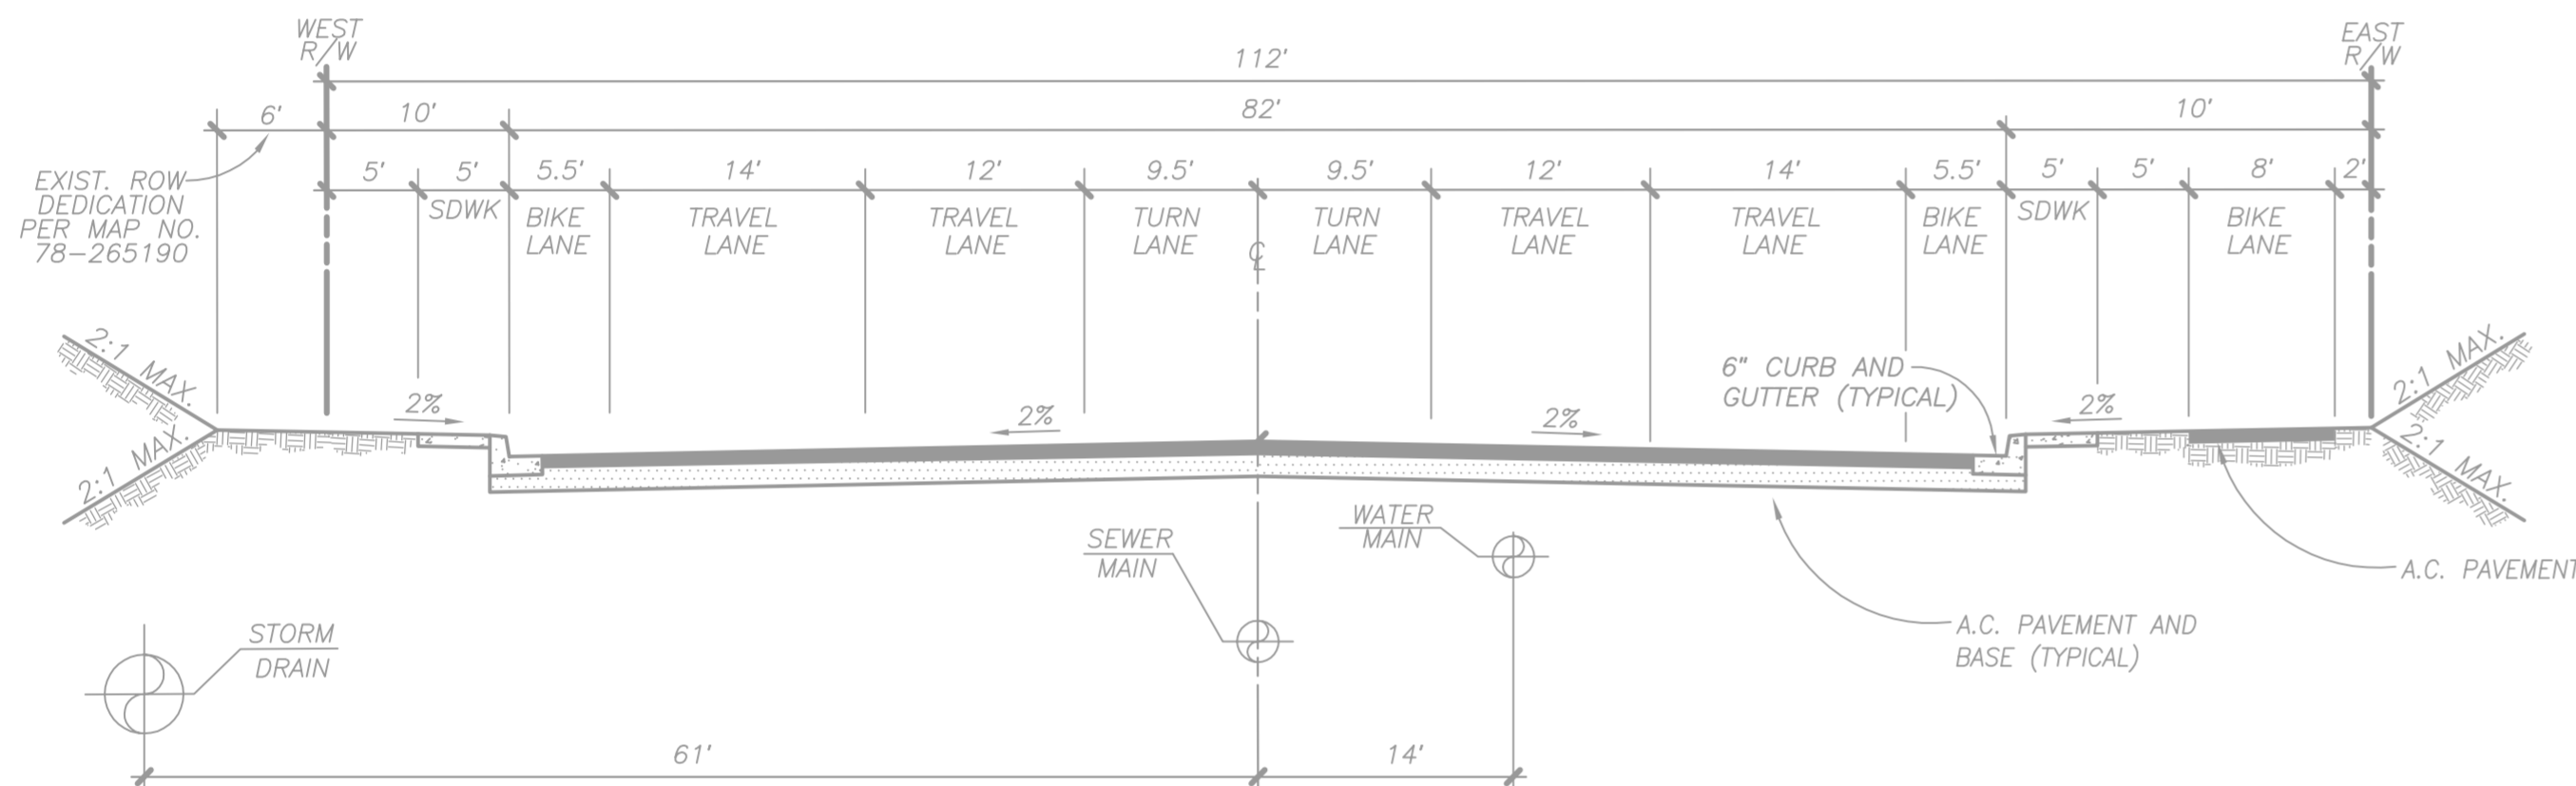 WEST
R/W
EAST
R/W
112'
6'
10'
82'
10'
5'
5'
5.5'
14'
12'
9.5'
9.5'
12'
14'
5.5'
5'
5'
8'
2'
EXIST. ROW
DEDICATION
PER MAP NO.
78-265190
SDWK
BIKE
LANE
TRAVEL
LANE
TRAVEL
LANE
TURN
LANE
℄
TURN
LANE
TRAVEL
LANE
TRAVEL
LANE
BIKE
LANE
SDWK
BIKE
LANE
2:1 MAX.
2:1 MAX.
2%
2%
2%
6" CURB AND
GUTTER (TYPICAL)
2%
2:1 MAX.
2:1 MAX.
SEWER
MAIN
WATER
MAIN
A.C. PAVEMENT
A.C. PAVEMENT AND
BASE (TYPICAL)
STORM
DRAIN
61'
14'